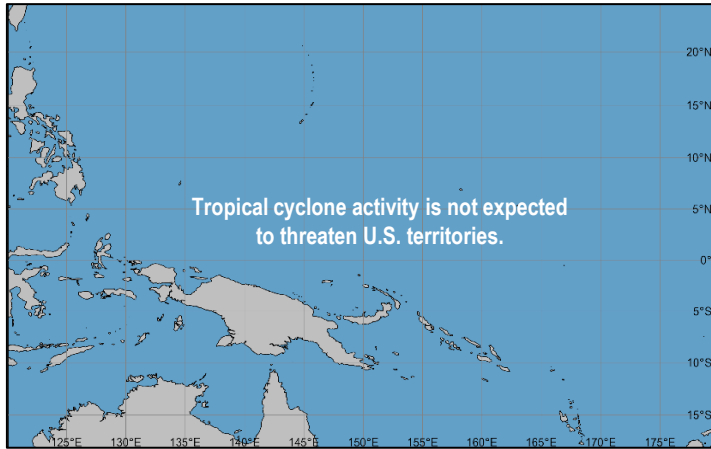 20°N
15°N
10°N
Tropical cyclone activity is not expected
5°N
to threaten U.S. territories.
0°
5°S
10°S
15°S
125°E 130°E 135°E 140°E 145°E 150°E 155°E 160°E 165°E 170°E 175°E